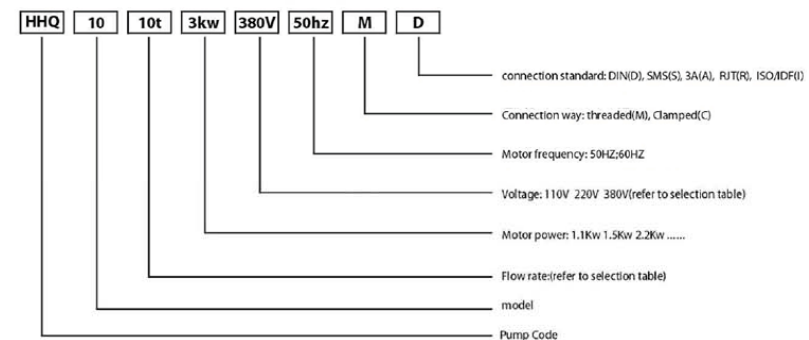 HHQ 10 10t 3kw 380V 50hz M D
connection standard: DIN(D), SMS(S), 3A(A), RJT(R), ISO/IDF(I)
Connection way: threaded(M), Clamped(C)
Motor frequency: 50HZ;60HZ
Voltage: 110V 220V 380V(refer to selection table)
Motor power: 1.1Kw 1.5Kw 2.2Kw ......
Flow rate:(refer to selection table)
model
Pump Code